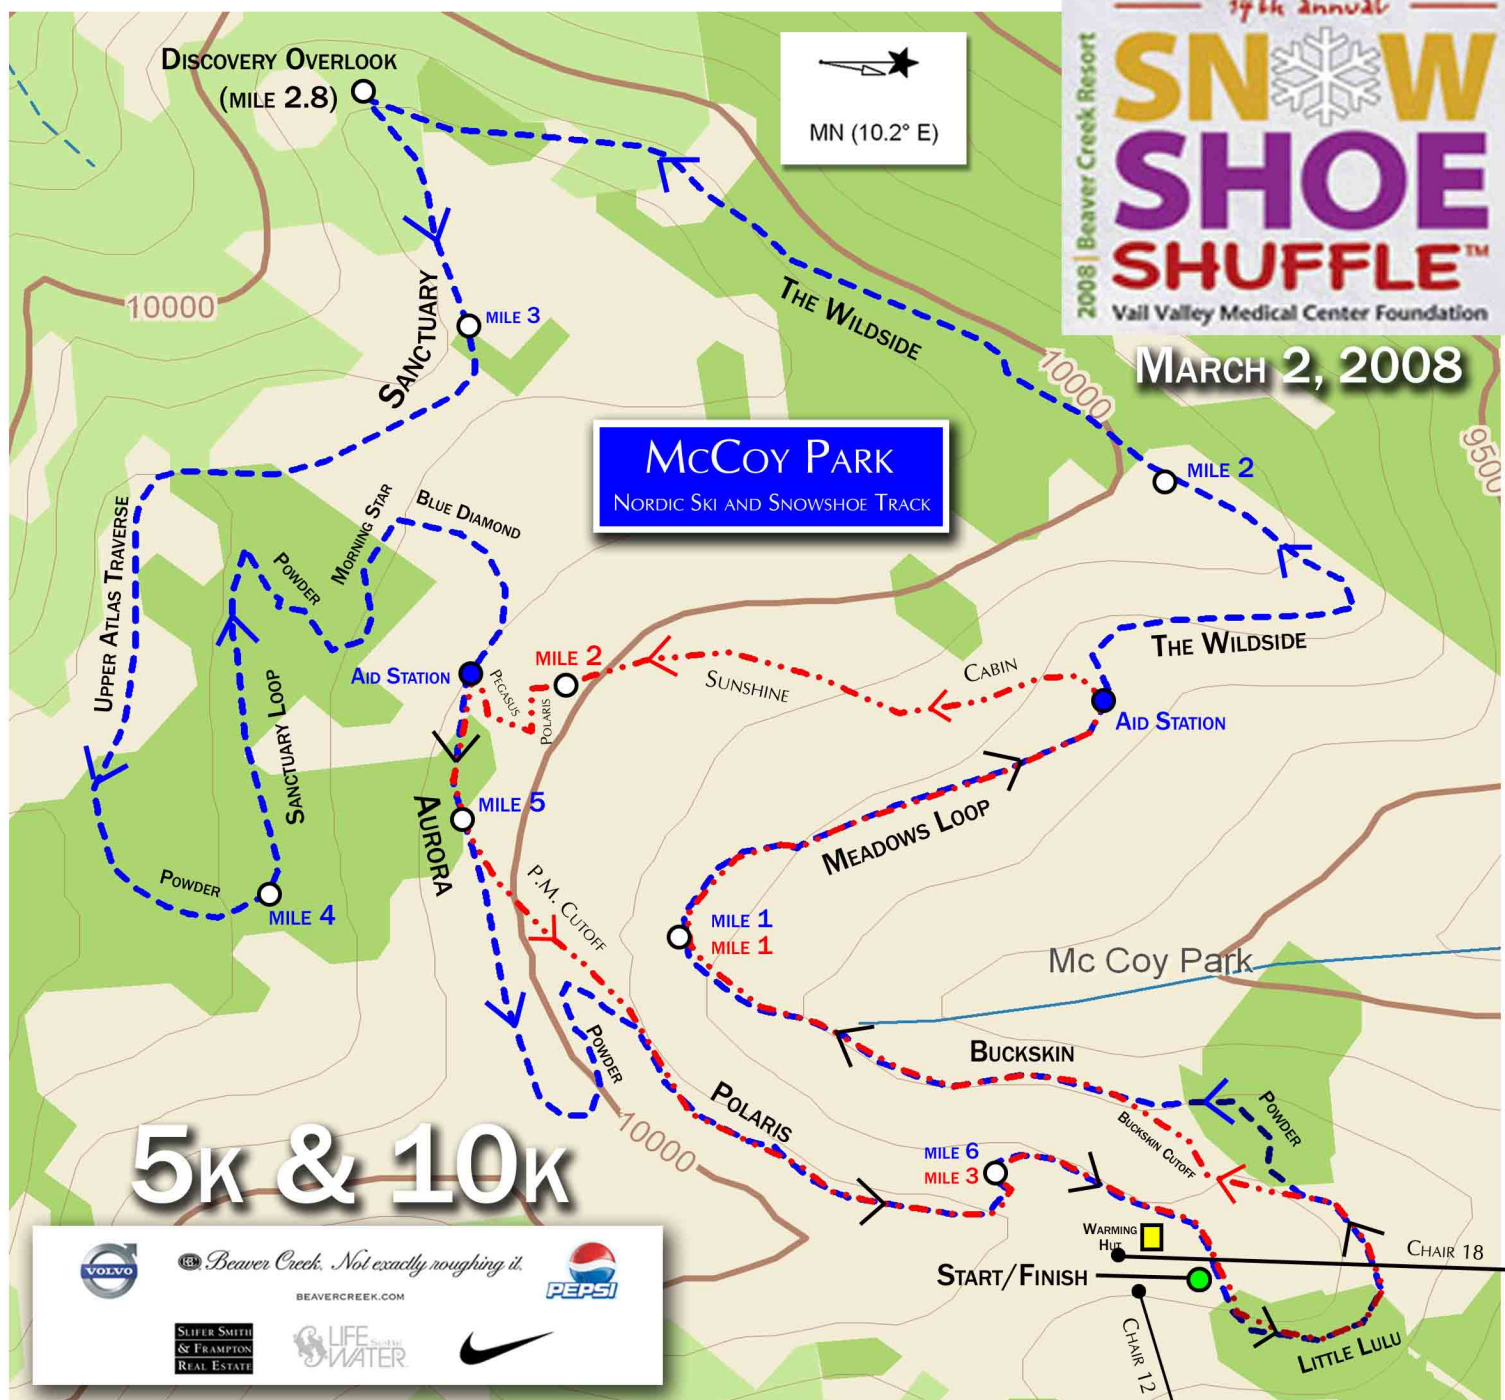 14th annual
SNOW
SHOE
SHUFFLE™
Vail Valley Medical Center Foundation
2008 | Beaver Creek Resort
MARCH 2, 2008
MN (10.2° E)
DISCOVERY OVERLOOK
(MILE 2.8)
10000
SANCTUARY
MILE 3
THE WILDSIDE
10000
9500
MCCOY PARK
NORDIC SKI AND SNOWSHOE TRACK
MILE 2
UPPER ATLAS TRAVERSE
POWDER
MORNING STAR
BLUE DIAMOND
THE WILDSIDE
AID STATION
PEGASUS
POLARIS
MILE 2
SUNSHINE
CABIN
AID STATION
SANCTUARY LOOP
MILE 5
AURORA
MEADOWS LOOP
POWDER
MILE 4
P.M. CUTOFF
MILE 1
MILE 1
Mc Coy Park
POWDER
BUCKSKIN
POLARIS
10000
BUCKSKIN CUTOFF
POWDER
MILE 6
MILE 3
WARMING
HUT
CHAIR 18
START/FINISH
CHAIR 12
LITTLE LULU
5K & 10K
VOLVO
Beaver Creek. Not exactly roughing it.
BEAVERCREEK.COM
PEPSI
SLIFER SMITH
& FRAMPTON
REAL ESTATE
LIFE
WATER